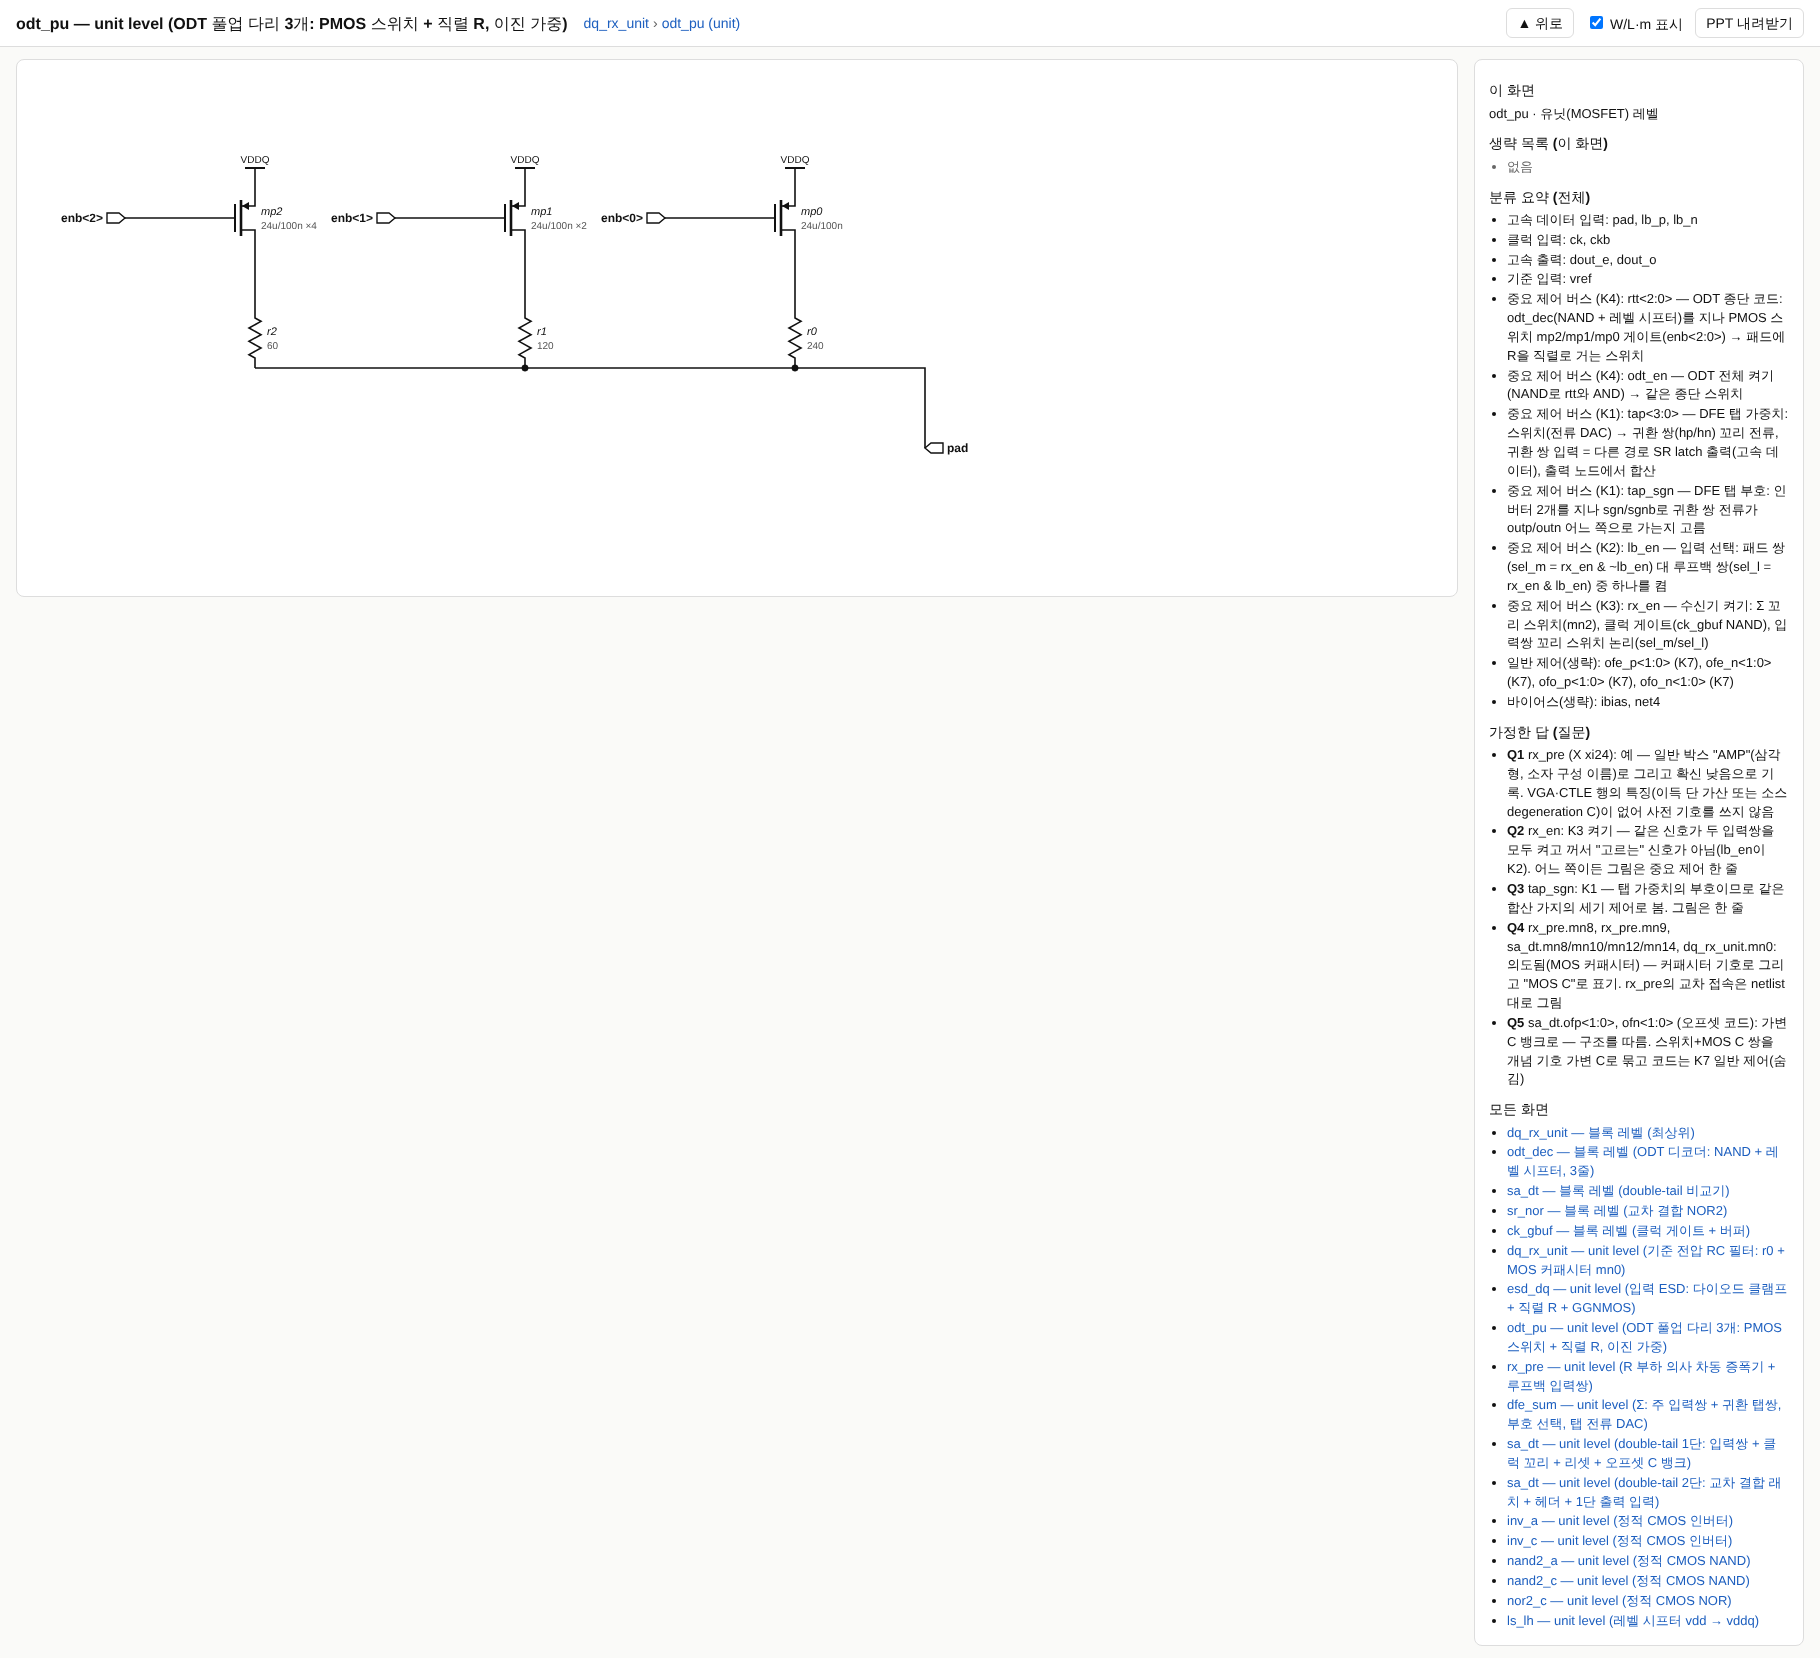 odt_pu — unit level (ODT 풀업 다리 3개: PMOS 스위치 + 직렬 R, 이진 가중)
dq_rx_unit › odt_pu (unit)
▲ 위로
W/L·m 표시
PPT 내려받기
VDDQ
VDDQ
VDDQ
enb<2>
mp2
24u/100n ×4
enb<1>
mp1
24u/100n ×2
enb<0>
mp0
24u/100n
r2
60
r1
120
r0
240
pad
이 화면
odt_pu · 유닛(MOSFET) 레벨
생략 목록 (이 화면)
• 없음
분류 요약 (전체)
• 고속 데이터 입력: pad, lb_p, lb_n
• 클럭 입력: ck, ckb
• 고속 출력: dout_e, dout_o
• 기준 입력: vref
• 중요 제어 버스 (K4): rtt<2:0> — ODT 종단 코드:
odt_dec(NAND + 레벨 시프터)를 지나 PMOS 스
위치 mp2/mp1/mp0 게이트(enb<2:0>) → 패드에
R을 직렬로 거는 스위치
• 중요 제어 버스 (K4): odt_en — ODT 전체 켜기
(NAND로 rtt와 AND) → 같은 종단 스위치
• 중요 제어 버스 (K1): tap<3:0> — DFE 탭 가중치:
스위치(전류 DAC) → 귀환 쌍(hp/hn) 꼬리 전류,
귀환 쌍 입력 = 다른 경로 SR latch 출력(고속 데
이터), 출력 노드에서 합산
• 중요 제어 버스 (K1): tap_sgn — DFE 탭 부호: 인
버터 2개를 지나 sgn/sgnb로 귀환 쌍 전류가
outp/outn 어느 쪽으로 가는지 고름
• 중요 제어 버스 (K2): lb_en — 입력 선택: 패드 쌍
(sel_m = rx_en & ~lb_en) 대 루프백 쌍(sel_l =
rx_en & lb_en) 중 하나를 켬
• 중요 제어 버스 (K3): rx_en — 수신기 켜기: Σ 꼬
리 스위치(mn2), 클럭 게이트(ck_gbuf NAND), 입
력쌍 꼬리 스위치 논리(sel_m/sel_l)
• 일반 제어(생략): ofe_p<1:0> (K7), ofe_n<1:0>
(K7), ofo_p<1:0> (K7), ofo_n<1:0> (K7)
• 바이어스(생략): ibias, net4
가정한 답 (질문)
• Q1 rx_pre (X xi24): 예 — 일반 박스 "AMP"(삼각
형, 소자 구성 이름)로 그리고 확신 낮음으로 기
록. VGA·CTLE 행의 특징(이득 단 가산 또는 소스
degeneration C)이 없어 사전 기호를 쓰지 않음
• Q2 rx_en: K3 켜기 — 같은 신호가 두 입력쌍을
모두 켜고 꺼서 "고르는" 신호가 아님(lb_en이
K2). 어느 쪽이든 그림은 중요 제어 한 줄
• Q3 tap_sgn: K1 — 탭 가중치의 부호이므로 같은
합산 가지의 세기 제어로 봄. 그림은 한 줄
• Q4 rx_pre.mn8, rx_pre.mn9,
sa_dt.mn8/mn10/mn12/mn14, dq_rx_unit.mn0:
의도됨(MOS 커패시터) — 커패시터 기호로 그리
고 "MOS C"로 표기. rx_pre의 교차 접속은 netlist
대로 그림
• Q5 sa_dt.ofp<1:0>, ofn<1:0> (오프셋 코드): 가변
C 뱅크로 — 구조를 따름. 스위치+MOS C 쌍을
개념 기호 가변 C로 묶고 코드는 K7 일반 제어(숨
김)
모든 화면
• dq_rx_unit — 블록 레벨 (최상위)
• odt_dec — 블록 레벨 (ODT 디코더: NAND + 레
벨 시프터, 3줄)
• sa_dt — 블록 레벨 (double-tail 비교기)
• sr_nor — 블록 레벨 (교차 결합 NOR2)
• ck_gbuf — 블록 레벨 (클럭 게이트 + 버퍼)
• dq_rx_unit — unit level (기준 전압 RC 필터: r0 +
MOS 커패시터 mn0)
• esd_dq — unit level (입력 ESD: 다이오드 클램프
+ 직렬 R + GGNMOS)
• odt_pu — unit level (ODT 풀업 다리 3개: PMOS
스위치 + 직렬 R, 이진 가중)
• rx_pre — unit level (R 부하 의사 차동 증폭기 +
루프백 입력쌍)
• dfe_sum — unit level (Σ: 주 입력쌍 + 귀환 탭쌍,
부호 선택, 탭 전류 DAC)
• sa_dt — unit level (double-tail 1단: 입력쌍 + 클
럭 꼬리 + 리셋 + 오프셋 C 뱅크)
• sa_dt — unit level (double-tail 2단: 교차 결합 래
치 + 헤더 + 1단 출력 입력)
• inv_a — unit level (정적 CMOS 인버터)
• inv_c — unit level (정적 CMOS 인버터)
• nand2_a — unit level (정적 CMOS NAND)
• nand2_c — unit level (정적 CMOS NAND)
• nor2_c — unit level (정적 CMOS NOR)
• ls_lh — unit level (레벨 시프터 vdd → vddq)